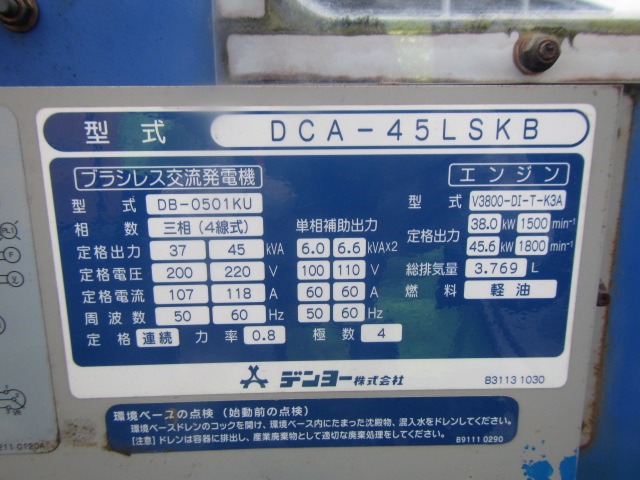 型式 DCA-45LSKB
ブラシレス交流発電機
型式 DB-0501KU
相数 三相(4線式) 単相補助出力
定格出力 37 45 kVA 6.0 6.6 kVA×2
定格電圧 200 220 V 100 110 V
定格電流 107 118 A 60 60 A
周波数 50 60 Hz 50 60 Hz
定格 連続 力率 0.8 極数 4
エンジン
型式 V3800-DI-T-K3A
定格出力 38.0 kW 1500 min⁻¹
45.6 kW 1800 min⁻¹
総排気量 3.769 L
燃料 軽油
デンヨー株式会社 B31131030
環境ベースの点検(始動前の点検)
環境ベースドレンのコックを開け、環境ベース内にたまった沈殿物、混入水をドレンしてください。
[注意]ドレンは容器に排出し、産業廃棄物として適切な廃棄処理をしてください。 B91110290